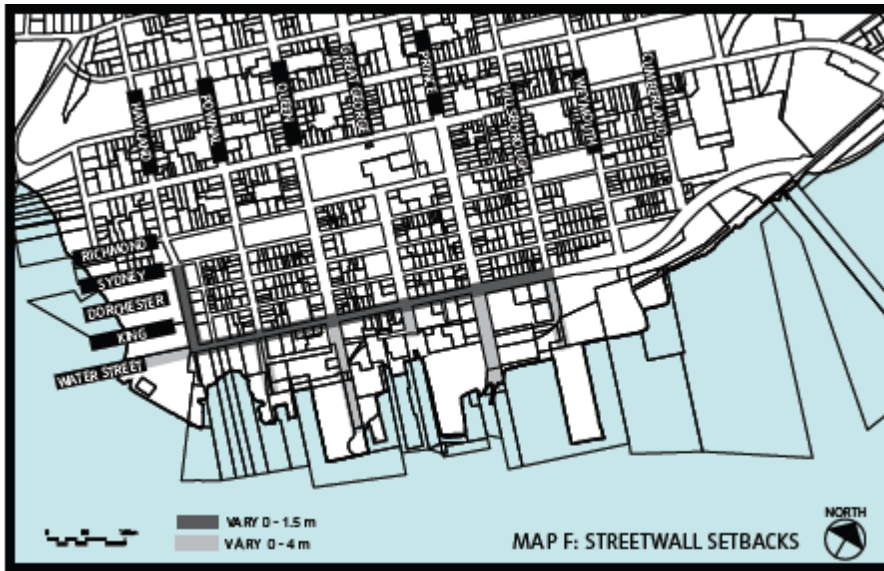 MAITLAND
POWNAL
QUEEN
GREAT GEORGE
PRINCE
HILLSBOROUGH
WEYMOUTH
CUMBERLAND
RICHMOND
SYDNEY
DORCHESTER
KING
WATER STREET
VARY 0 - 1.5 m
VARY 0 - 4 m
MAP F: STREETWALL SETBACKS
NORTH